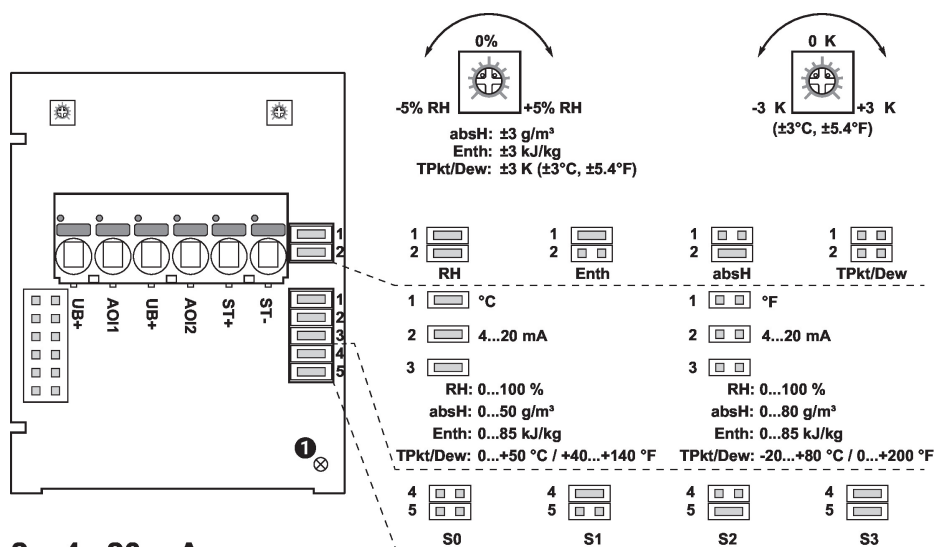 0%
-5% RH +5% RH
absH: ±3 g/m³
Enth: ±3 kJ/kg
TPkt/Dew: ±3 K (±3°C, ±5.4°F)
0 K
-3 K +3 K
(±3°C, ±5.4°F)
1
2
UB+
AOI1
UB+
AOI2
ST+
ST-
1
2
3
4
5
1
1
2
RH
1
2
Enth
1
2
absH
1
2
TPkt/Dew
1 °C
2 4...20 mA
3
RH: 0...100 %
absH: 0...50 g/m³
Enth: 0...85 kJ/kg
TPkt/Dew: 0...+50 °C / +40...+140 °F
1 °F
2 4...20 mA
3
RH: 0...100 %
absH: 0...80 g/m³
Enth: 0...85 kJ/kg
TPkt/Dew: -20...+80 °C / 0...+200 °F
4
5
S0
4
5
S1
4
5
S2
4
5
S3